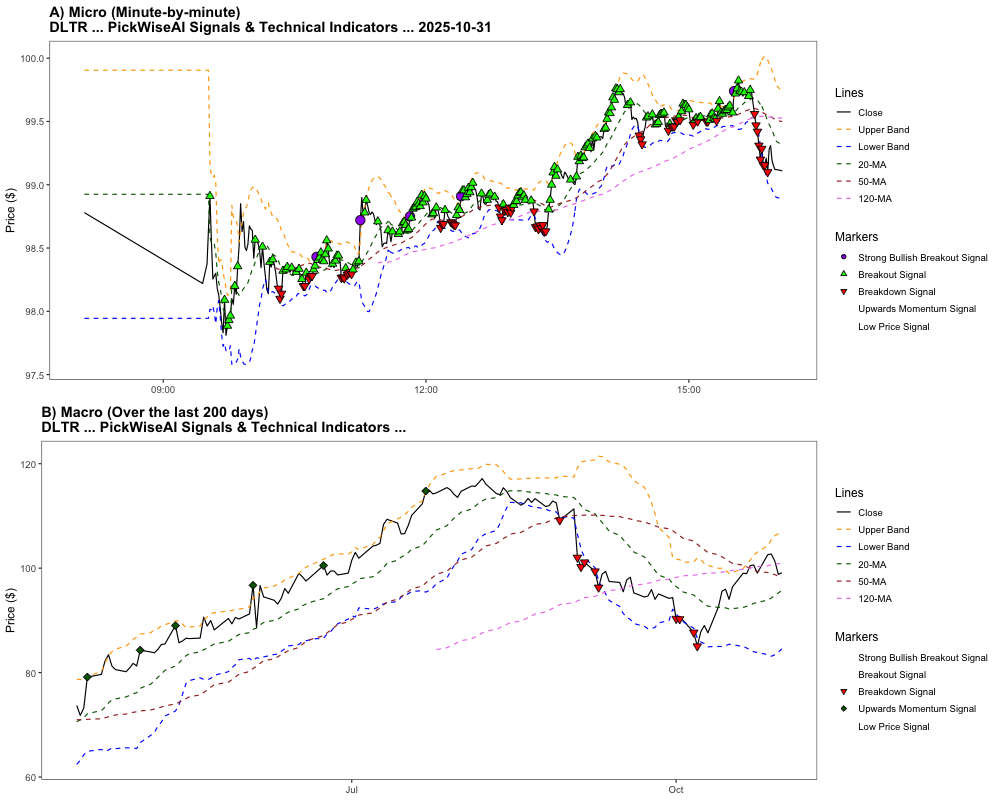 A) Micro (Minute-by-minute)
DLTR ... PickWiseAI Signals & Technical Indicators ... 2025-10-31
100.0
99.5
99.0
98.5
98.0
97.5
Price ($)
09:00
12:00
15:00
Lines
Close
Upper Band
Lower Band
20-MA
50-MA
120-MA
Markers
Strong Bullish Breakout Signal
Breakout Signal
Breakdown Signal
Upwards Momentum Signal
Low Price Signal
B) Macro (Over the last 200 days)
DLTR ... PickWiseAI Signals & Technical Indicators ...
120
100
80
60
Price ($)
Jul
Oct
Lines
Close
Upper Band
Lower Band
20-MA
50-MA
120-MA
Markers
Strong Bullish Breakout Signal
Breakout Signal
Breakdown Signal
Upwards Momentum Signal
Low Price Signal